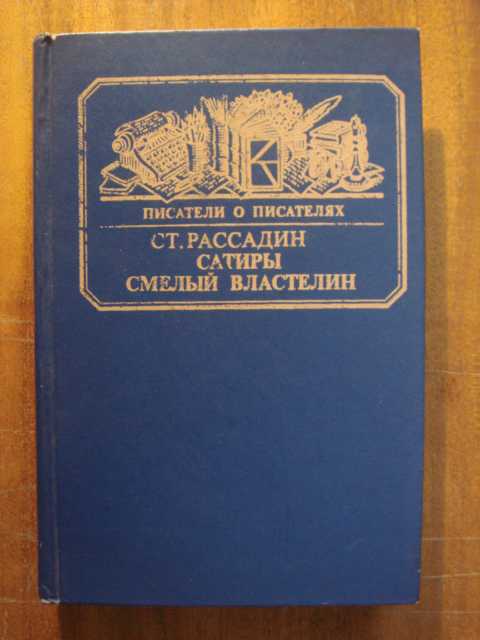 ПИСАТЕЛИ О ПИСАТЕЛЯХ
СТ. РАССАДИН
САТИРЫ
СМЕЛЫЙ ВЛАСТЕЛИН